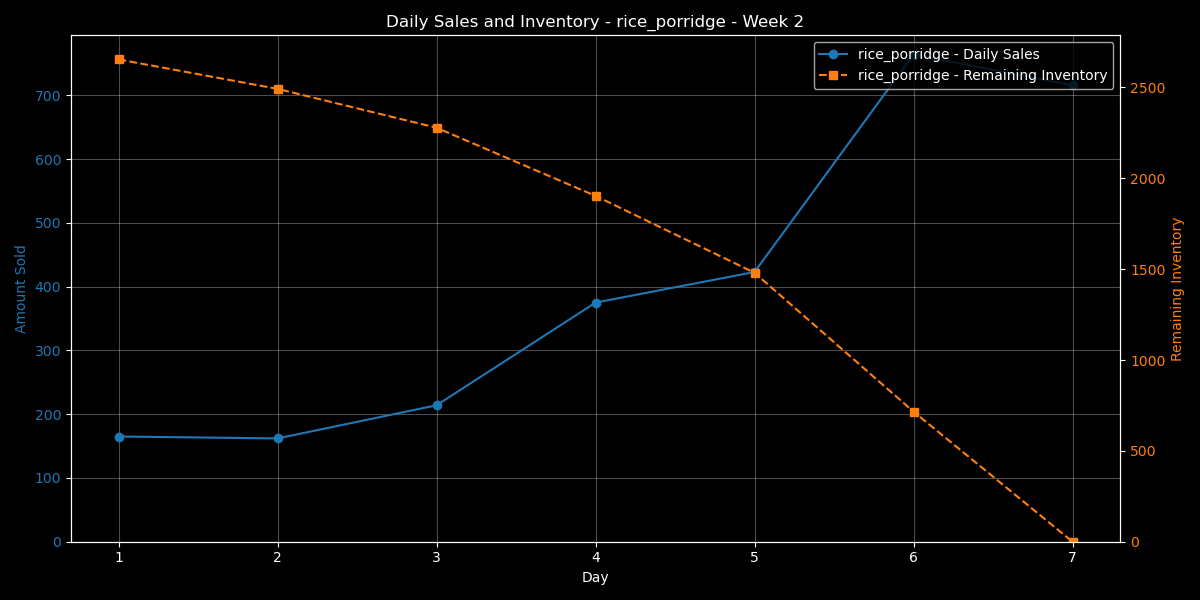 Daily Sales and Inventory - rice_porridge - Week 2
rice_porridge - Daily Sales
rice_porridge - Remaining Inventory
700
600
500
400
300
200
100
0
Amount Sold
2500
2000
1500
1000
500
0
Remaining Inventory
1 2 3 4 5 6 7
Day